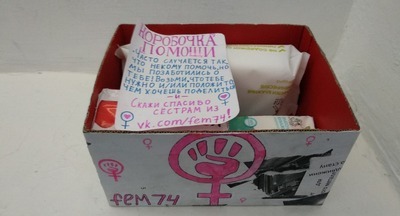 КОРОБОЧКА
ПОМОЩИ
ЧАСТО СЛУЧАЕТСЯ ТАК,
ЧТО НЕКОМУ ПОМОЧЬ, НО
МЫ ПОЗАБОТИЛИСЬ О
ТЕБЕ! ВОЗЬМИ, ЧТО ТЕБЕ
НУЖНО И/ИЛИ ПОЛОЖИ ТО,
ЧЕМ ХОЧЕШЬ ПОДЕЛИТЬСЯ
СКАЖИ СПАСИБО
СЁСТРАМ ИЗ
vk.com/fem74!
fem74